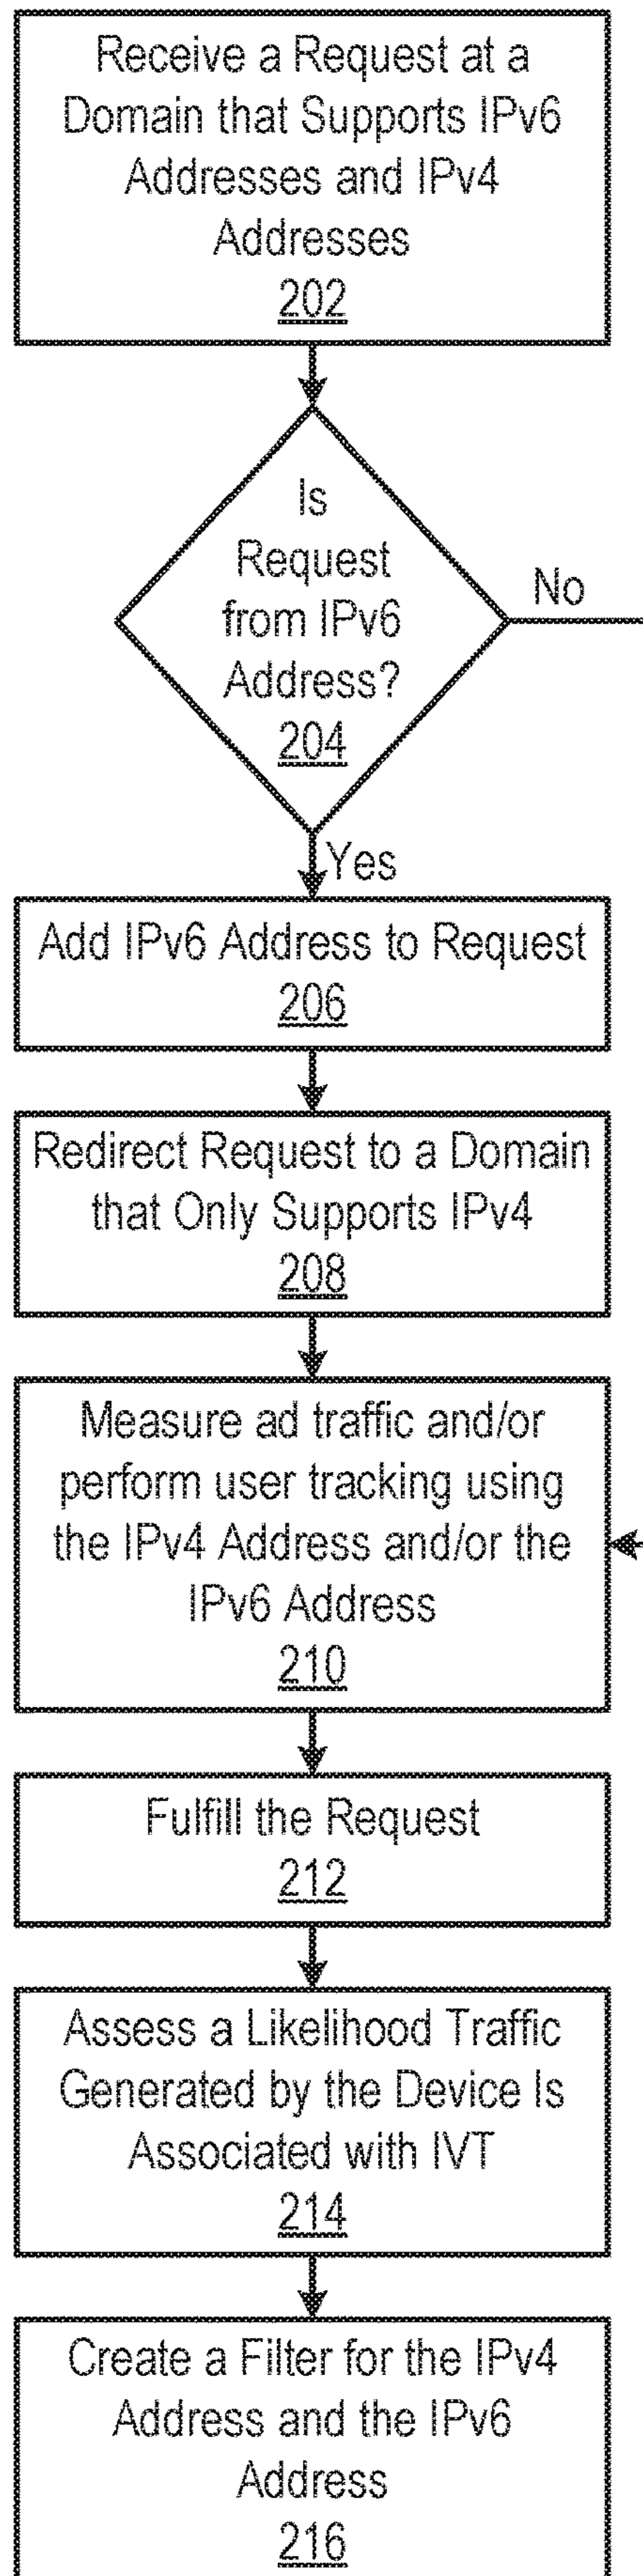 Receive a Request at a
Domain that Supports IPv6
Addresses and IPv4
Addresses
202
Is
Request
from IPv6
Address?
204
No
Yes
Add IPv6 Address to Request
206
Redirect Request to a Domain
that Only Supports IPv4
208
Measure ad traffic and/or
perform user tracking using
the IPv4 Address and/or the
IPv6 Address
210
Fulfill the Request
212
Assess a Likelihood Traffic
Generated by the Device Is
Associated with IVT
214
Create a Filter for the IPv4
Address and the IPv6
Address
216